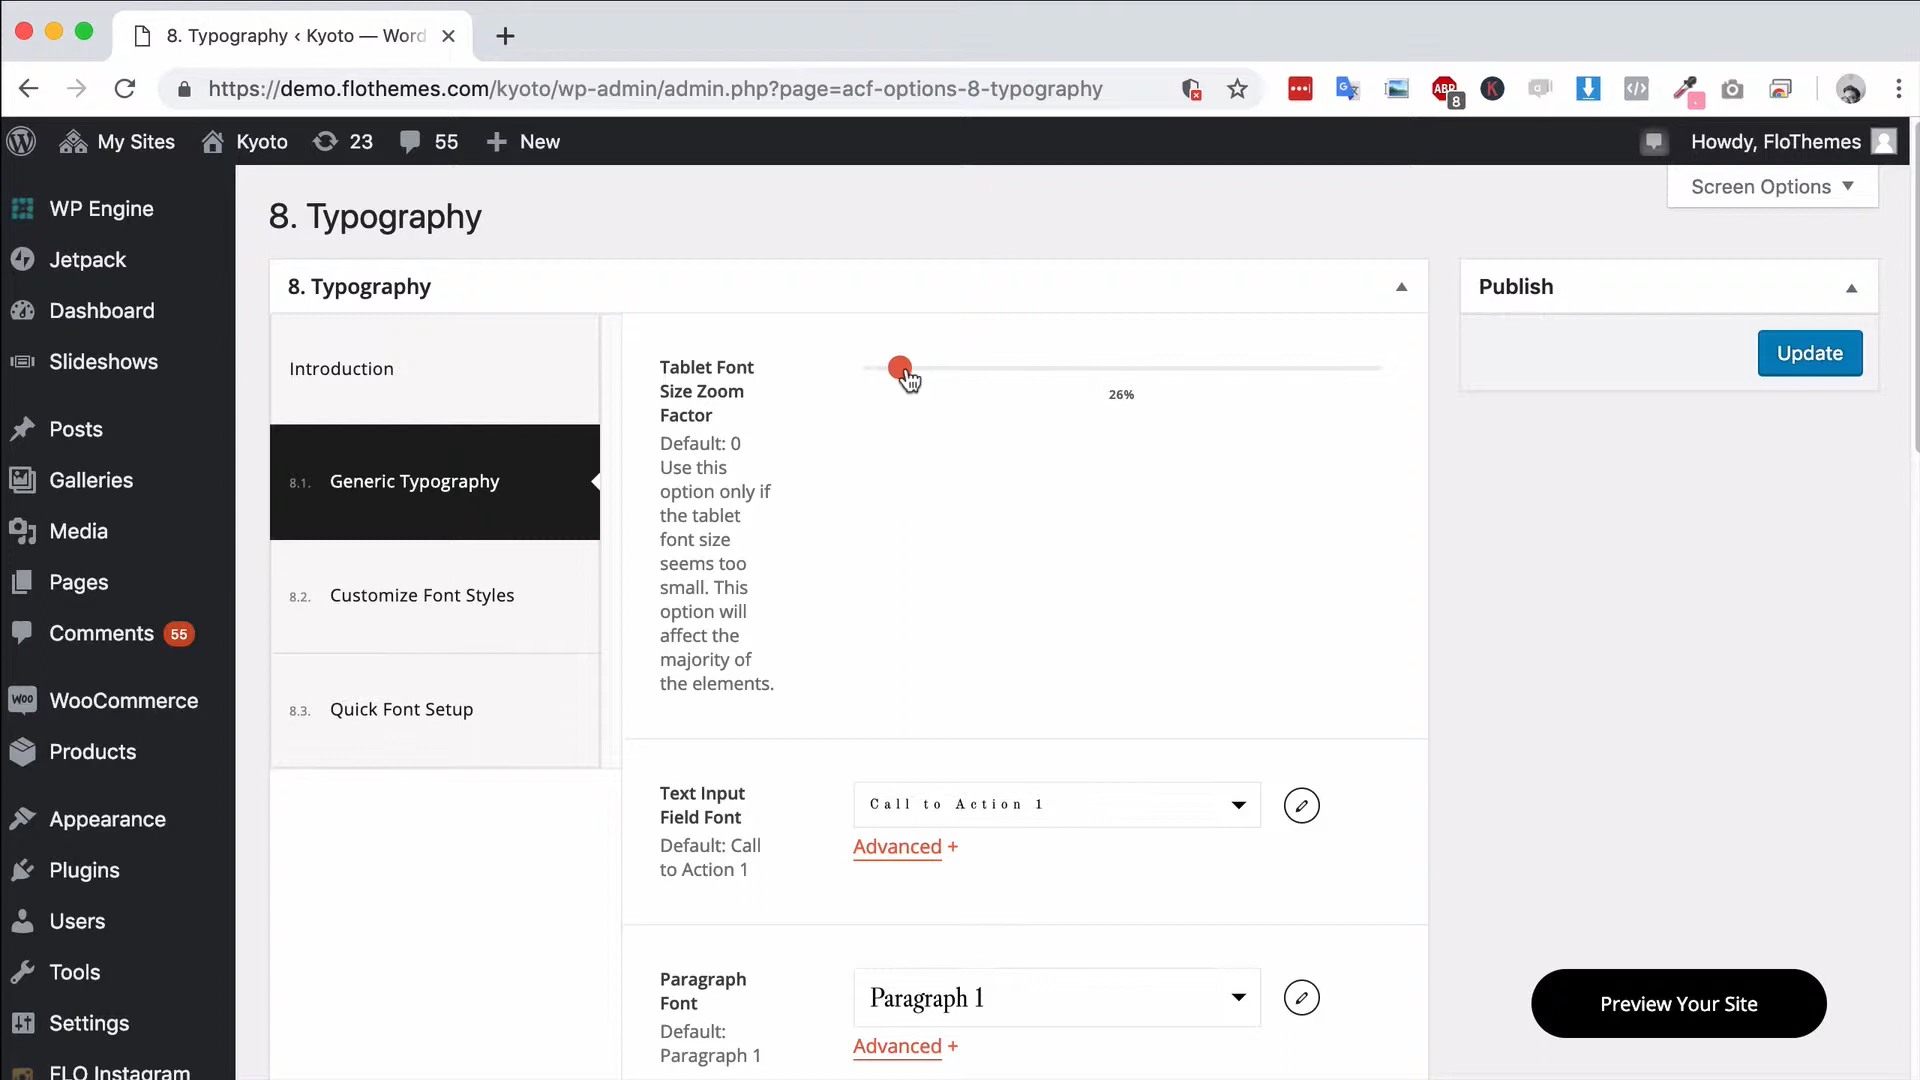 8. Typography ‹ Kyoto — Word
https://demo.flothemes.com/kyoto/wp-admin/admin.php?page=acf-options-8-typography
ABP
8
K
My Sites
Kyoto
23
55
New
Howdy, FloThemes
Screen Options
WP Engine
Jetpack
Dashboard
Slideshows
Posts
Galleries
Media
Pages
Comments 55
WooCommerce
Products
Appearance
Plugins
Users
Tools
Settings
FLO Instagram
8. Typography
8. Typography
Introduction
8.1. Generic Typography
8.2. Customize Font Styles
8.3. Quick Font Setup
Tablet Font
Size Zoom
Factor
Default: 0
Use this
option only if
the tablet
font size
seems too
small. This
option will
affect the
majority of
the elements.
26%
Text Input
Field Font
Default: Call
to Action 1
Call to Action 1
Advanced +
Paragraph
Font
Default:
Paragraph 1
Paragraph 1
Advanced +
Publish
Update
Preview Your Site